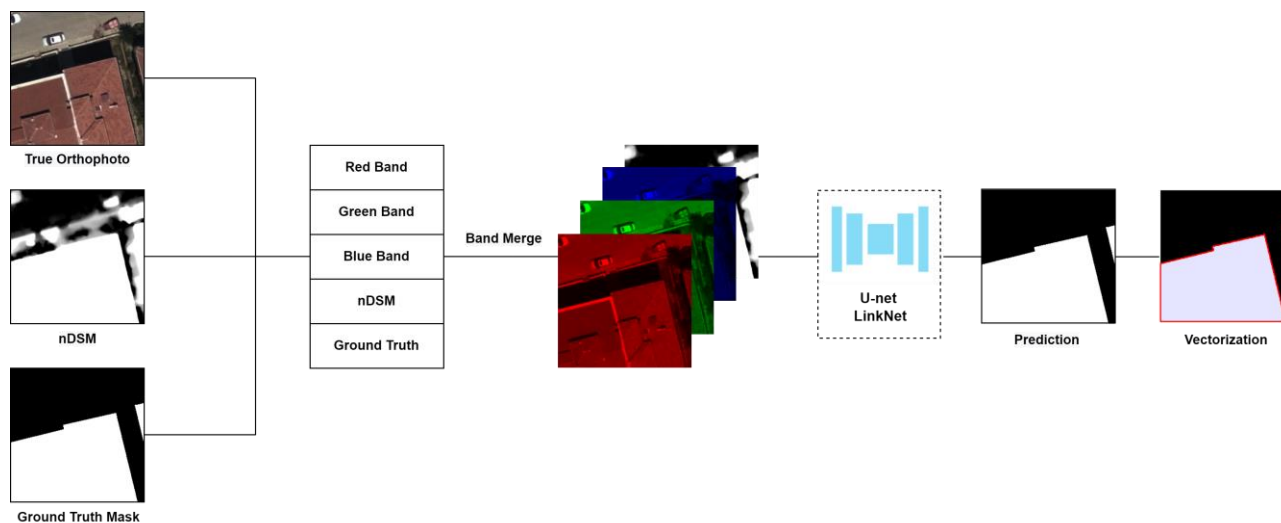 True Orthophoto
nDSM
Ground Truth Mask
Red Band
Green Band
Blue Band
nDSM
Ground Truth
Band Merge
U-net
LinkNet
Prediction
Vectorization